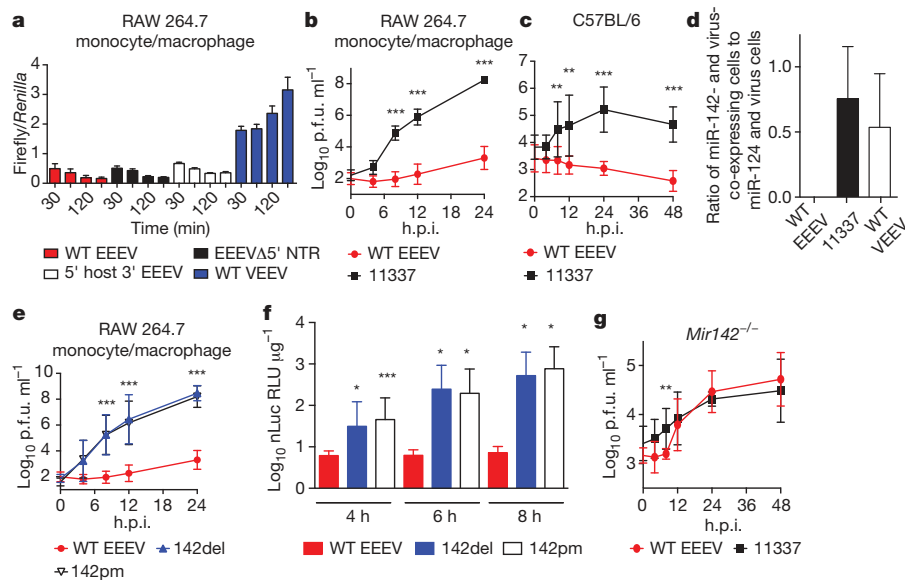 a
RAW 264.7
monocyte/macrophage
Firefly/Renilla
4
3
2
1
0
30
120
30
120
30
120
30
120
Time (min)
WT EEEV
EEEVΔ5' NTR
5' host 3' EEEV
WT VEEV
b
RAW 264.7
monocyte/macrophage
Log10 p.f.u. ml−1
8
6
4
2
0
***
***
***
0
4
8
12
24
h.p.i.
WT EEEV
11337
c
C57BL/6
7
6
5
4
3
2
**
**
***
***
0
12
24
36
48
h.p.i.
WT EEEV
11337
d
Ratio of miR-142- and virus-
co-expressing cells to
miR-124 and virus cells
1.0
0.5
0.0
WT
EEEV
11337
WT
VEEV
e
RAW 264.7
monocyte/macrophage
Log10 p.f.u. ml−1
10
8
6
4
2
0
***
***
***
0
4
8
12
24
h.p.i.
WT EEEV
142del
142pm
f
Log10 nLuc RLU μg−1
4
3
2
1
0
*
***
*
*
*
*
4 h
6 h
8 h
WT EEEV
142del
142pm
g
Mir142−/−
Log10 p.f.u. ml−1
5
4
3
**
0
12
24
36
48
h.p.i.
WT EEEV
11337